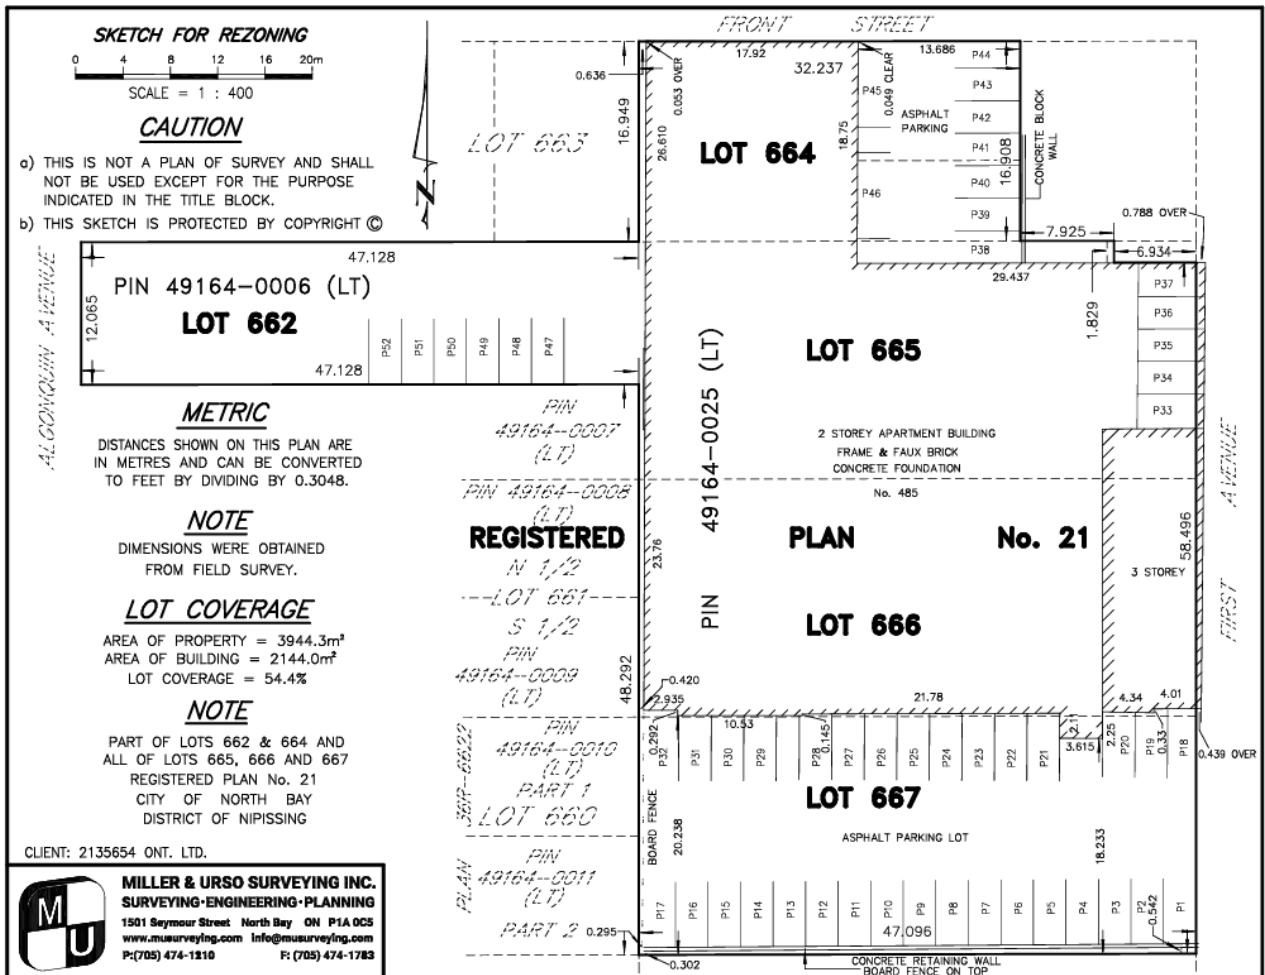 SKETCH FOR REZONING
0 4 8 12 16 20m
SCALE = 1 : 400
CAUTION
a) THIS IS NOT A PLAN OF SURVEY AND SHALL
NOT BE USED EXCEPT FOR THE PURPOSE
INDICATED IN THE TITLE BLOCK.
b) THIS SKETCH IS PROTECTED BY COPYRIGHT ©
N
FRONT STREET
17.92
32.237
13.686
0.636
0.053 OVER
0.049 CLEAR
16.949
26.610
18.75
16.908
LOT 663
LOT 664
ASPHALT
PARKING
P44
P43
P42
P41
P40
P39
P38
P45
P46
CONCRETE BLOCK
WALL
0.788 OVER
7.925
6.934
29.437
1.829
ALGONQUIN AVENUE
47.128
PIN 49164-0006 (LT)
LOT 662
12.065
47.128
P52
P51
P50
P49
P48
P47
LOT 665
P37
P36
P35
P34
P33
PIN 49164-0025 (LT)
2 STOREY APARTMENT BUILDING
FRAME & FAUX BRICK
CONCRETE FOUNDATION
No. 485
METRIC
DISTANCES SHOWN ON THIS PLAN ARE
IN METRES AND CAN BE CONVERTED
TO FEET BY DIVIDING BY 0.3048.
NOTE
DIMENSIONS WERE OBTAINED
FROM FIELD SURVEY.
LOT COVERAGE
AREA OF PROPERTY = 3944.3m²
AREA OF BUILDING = 2144.0m²
LOT COVERAGE = 54.4%
NOTE
PART OF LOTS 662 & 664 AND
ALL OF LOTS 665, 666 AND 667
REGISTERED PLAN No. 21
CITY OF NORTH BAY
DISTRICT OF NIPISSING
CLIENT: 2135654 ONT. LTD.
PIN
49164-0007
(LT)
PIN 49164-0008
(LT)
REGISTERED PLAN No. 21
N 1/2
LOT 661
S 1/2
PIN
49164-0009
(LT)
23.76
48.292
58.496
3 STOREY
FIRST AVENUE
LOT 666
0.420
2.935
21.78
4.34
4.01
10.53
0.292
0.145
2.11
3.615
2.25
0.33
0.439 OVER
P32
P31
P30
P29
P28
P27
P26
P25
P24
P23
P22
P21
P20
P19
P18
PLAN 36R-6622
PIN
49164-0010
(LT)
PART 1
LOT 660
PIN
49164-0011
(LT)
PART 2
LOT 667
ASPHALT PARKING LOT
BOARD FENCE
20.238
18.233
P17
P16
P15
P14
P13
P12
P11
P10
P9
P8
P7
P6
P5
P4
P3
P2
P1
0.542
47.096
0.295
0.302
CONCRETE RETAINING WALL
BOARD FENCE ON TOP
M
U
MILLER & URSO SURVEYING INC.
SURVEYING•ENGINEERING•PLANNING
1501 Seymour Street North Bay ON P1A 0C5
www.musurveying.com info@musurveying.com
P:(705) 474-1210 F: (705) 474-1783